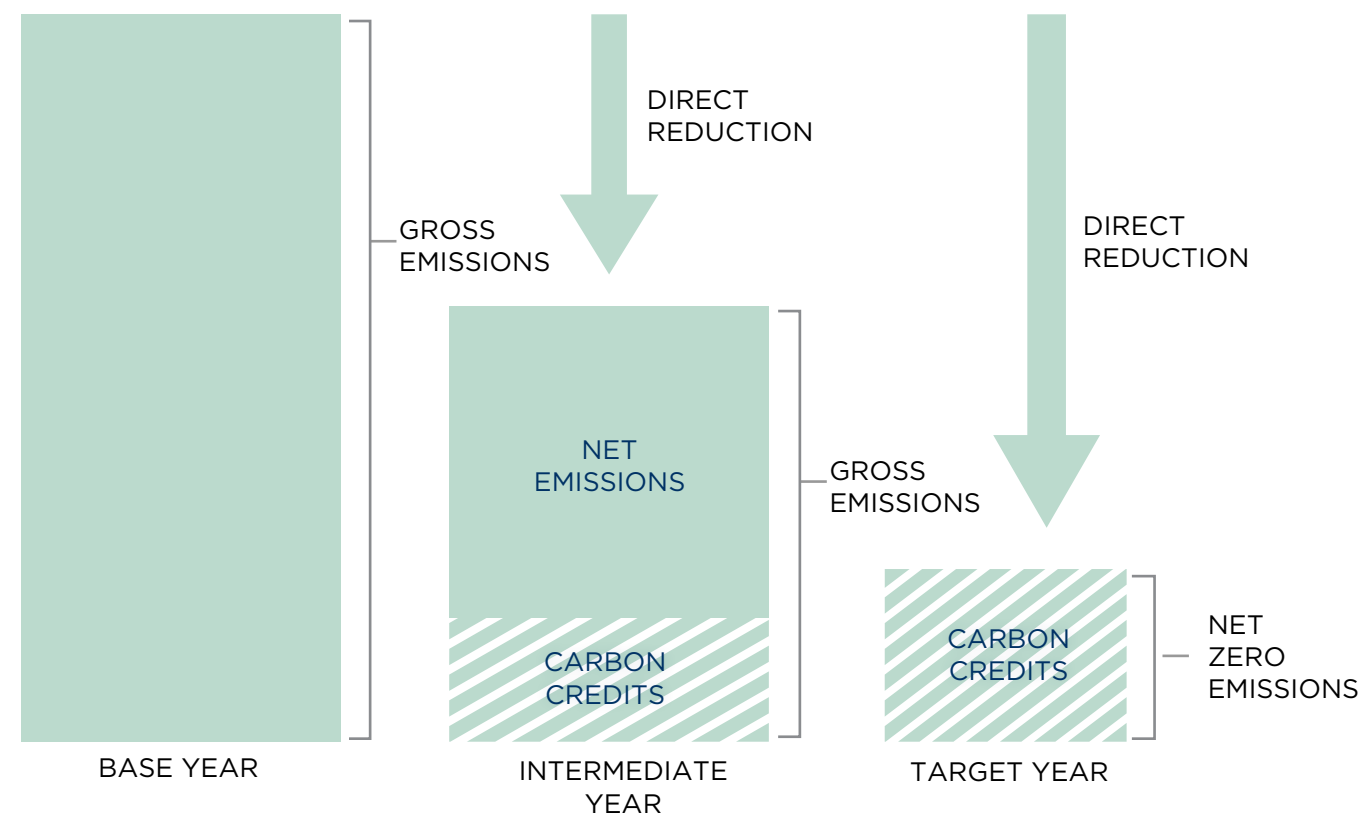 GROSS
EMISSIONS
BASE YEAR
DIRECT
REDUCTION
NET
EMISSIONS
CARBON
CREDITS
GROSS
EMISSIONS
INTERMEDIATE
YEAR
DIRECT
REDUCTION
CARBON
CREDITS
NET
ZERO
EMISSIONS
TARGET YEAR